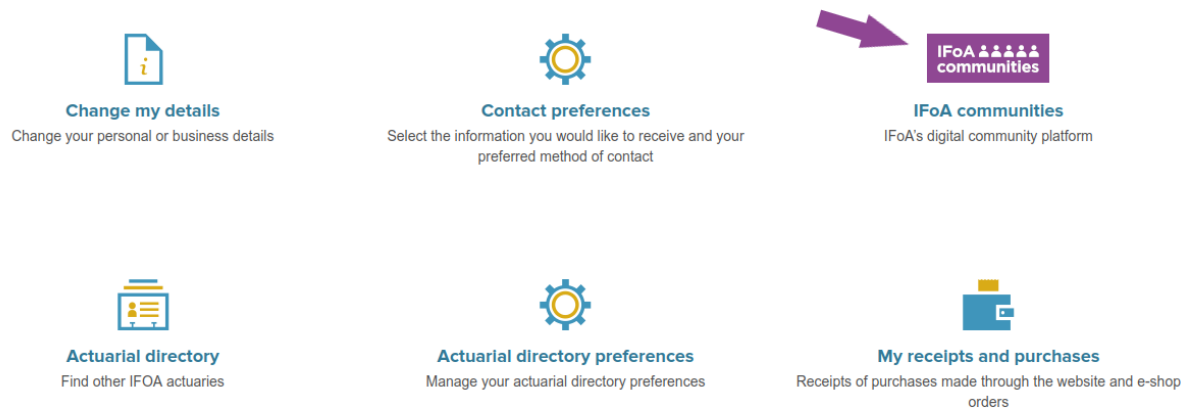 IFoA
communities
Change my details
Change your personal or business details
Contact preferences
Select the information you would like to receive and your
preferred method of contact
IFoA communities
IFoA's digital community platform
Actuarial directory
Find other IFOA actuaries
Actuarial directory preferences
Manage your actuarial directory preferences
My receipts and purchases
Receipts of purchases made through the website and e-shop
orders